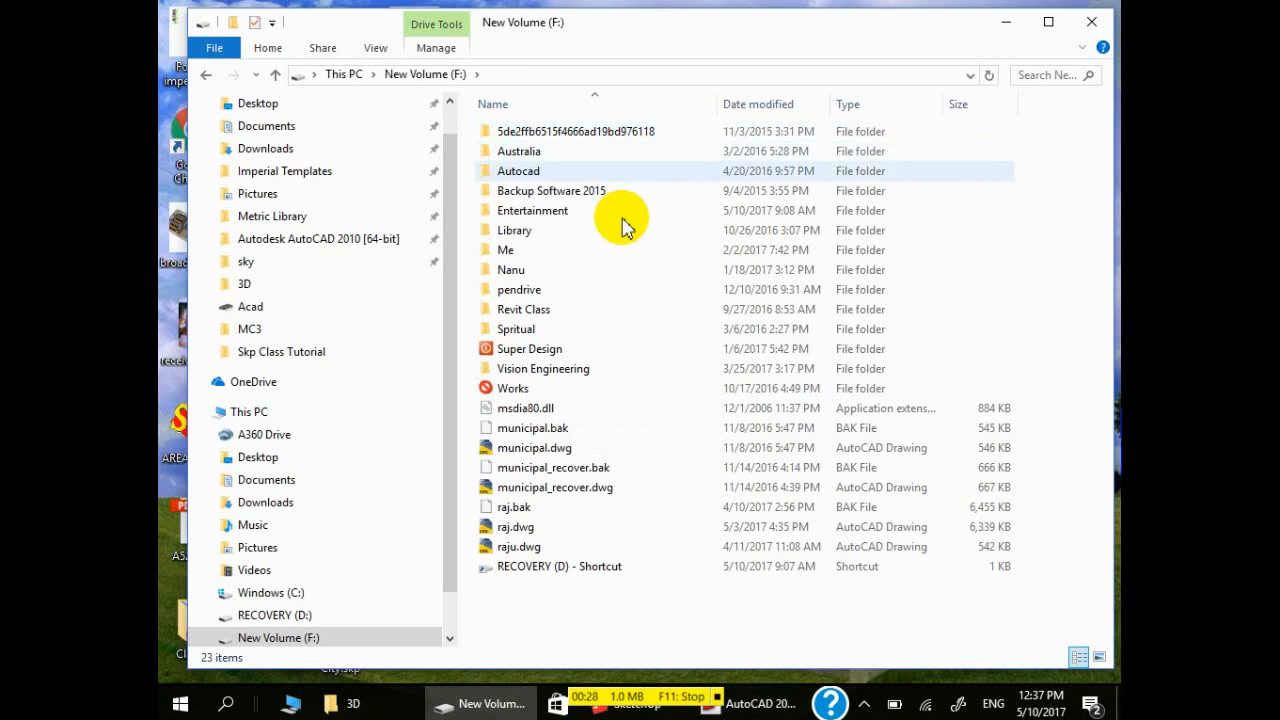 Drive Tools
New Volume (F:)
File
Home
Share
View
Manage
This PC
New Volume (F:)
Search Ne...
Desktop
Documents
Downloads
Imperial Templates
Pictures
Metric Library
Autodesk AutoCAD 2010 [64-bit]
sky
3D
Acad
MC3
Skp Class Tutorial
OneDrive
This PC
A360 Drive
Desktop
Documents
Downloads
Music
Pictures
Videos
Windows (C:)
RECOVERY (D:)
New Volume (F:)
Name Date modified Type Size
5de2ffb6515f4666ad19bd976118 11/3/2015 3:31 PM File folder
Australia 3/2/2016 5:28 PM File folder
Autocad 4/20/2016 9:57 PM File folder
Backup Software 2015 9/4/2015 3:55 PM File folder
Entertainment 5/10/2017 9:08 AM File folder
Library 10/26/2016 3:07 PM File folder
Me 2/2/2017 7:42 PM File folder
Nanu 1/18/2017 3:12 PM File folder
pendrive 12/10/2016 9:31 AM File folder
Revit Class 9/27/2016 8:53 AM File folder
Spritual 3/6/2016 2:27 PM File folder
Super Design 1/6/2017 5:42 PM File folder
Vision Engineering 3/25/2017 3:17 PM File folder
Works 10/17/2016 4:49 PM File folder
msdia80.dll 12/1/2006 11:37 PM Application extens... 884 KB
municipal.bak 11/8/2016 5:47 PM BAK File 545 KB
municipal.dwg 11/8/2016 5:47 PM AutoCAD Drawing 546 KB
municipal_recover.bak 11/14/2016 4:14 PM BAK File 666 KB
municipal_recover.dwg 11/14/2016 4:39 PM AutoCAD Drawing 667 KB
raj.bak 4/10/2017 2:56 PM BAK File 6,455 KB
raj.dwg 5/3/2017 4:35 PM AutoCAD Drawing 6,339 KB
raju.dwg 4/11/2017 11:08 AM AutoCAD Drawing 542 KB
RECOVERY (D) - Shortcut 5/10/2017 9:07 AM Shortcut 1 KB
23 items
3D
New Volum...
00:28 1.0 MB F11: Stop
AutoCAD 20...
ENG
12:37 PM
5/10/2017
2